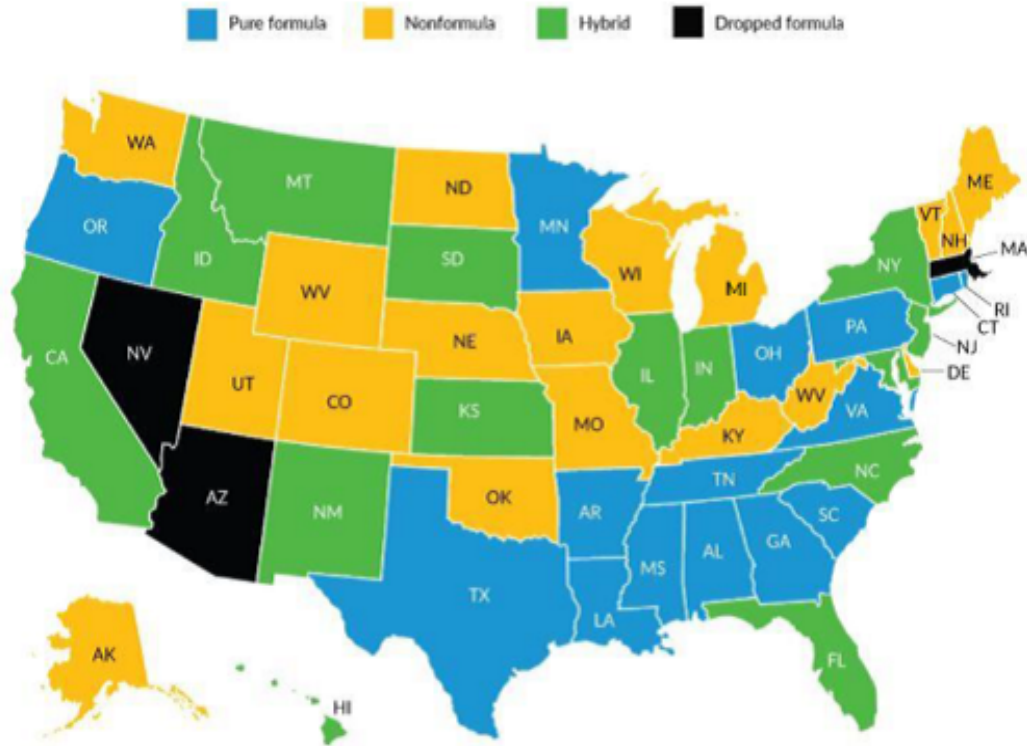 Pure formula Nonformula Hybrid Dropped formula
WA
ME
MT
ND
VT
MN
OR
NH
MA
ID
SD
WI
NY
WV
MI
RI
CT
PA
NE
IA
NV
OH
NJ
CA
IL
IN
DE
UT
CO
WV
VA
KS
MO
KY
NC
TN
AZ
OK
NM
AR
SC
GA
AL
MS
TX
LA
AK
FL
HI